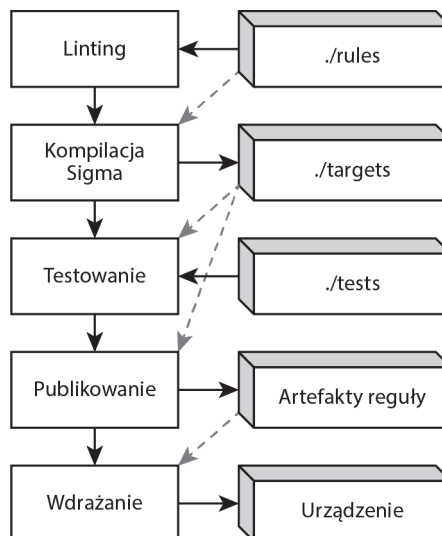 Linting
./rules
Kompilacja
Sigma
./targets
Testowanie
./tests
Publikowanie
Artefakty reguły
Wdrażanie
Urządzenie